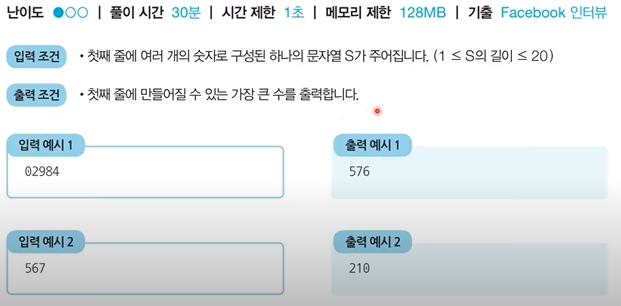 난이도 ●○○ | 풀이 시간 30분 | 시간 제한 1초 | 메모리 제한 128MB | 기출 Facebook 인터뷰
입력 조건 • 첫째 줄에 여러 개의 숫자로 구성된 하나의 문자열 S가 주어집니다. (1 ≤ S의 길이 ≤ 20)
출력 조건 • 첫째 줄에 만들어질 수 있는 가장 큰 수를 출력합니다.
입력 예시 1
02984
출력 예시 1
576
입력 예시 2
567
출력 예시 2
210